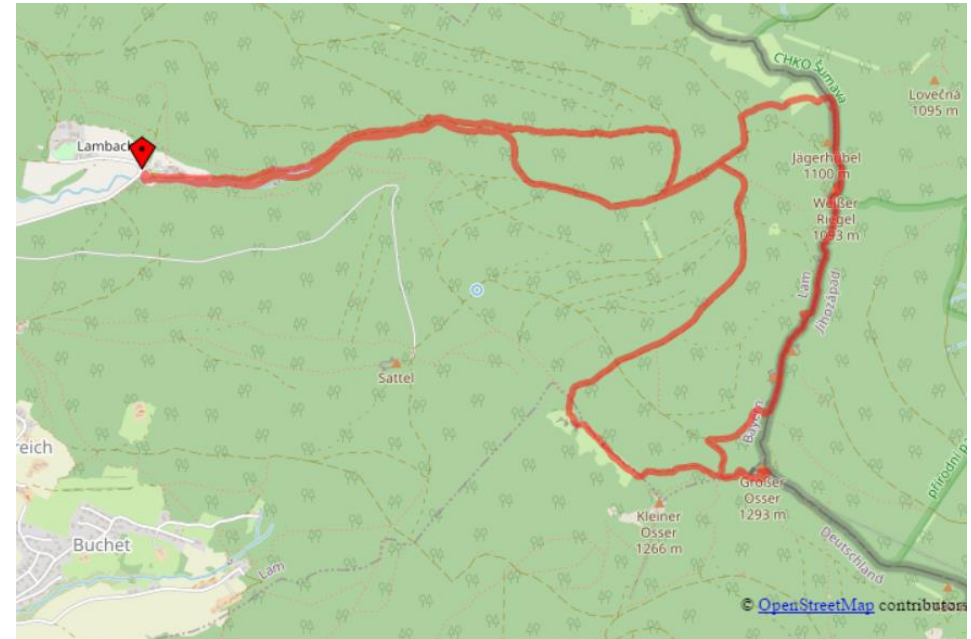 CHKO Šumava
Lovečná
1095 m
Lambach
Jägerhübel
1100 m
Weißer
Riegel
1093 m
Lam
Jihozápad
Sattel
Bayern
reich
Großer
Osser
1293 m
Kleiner
Osser
1266 m
Buchet
Lam
Deutschland
přírodní
© OpenStreetMap contributors